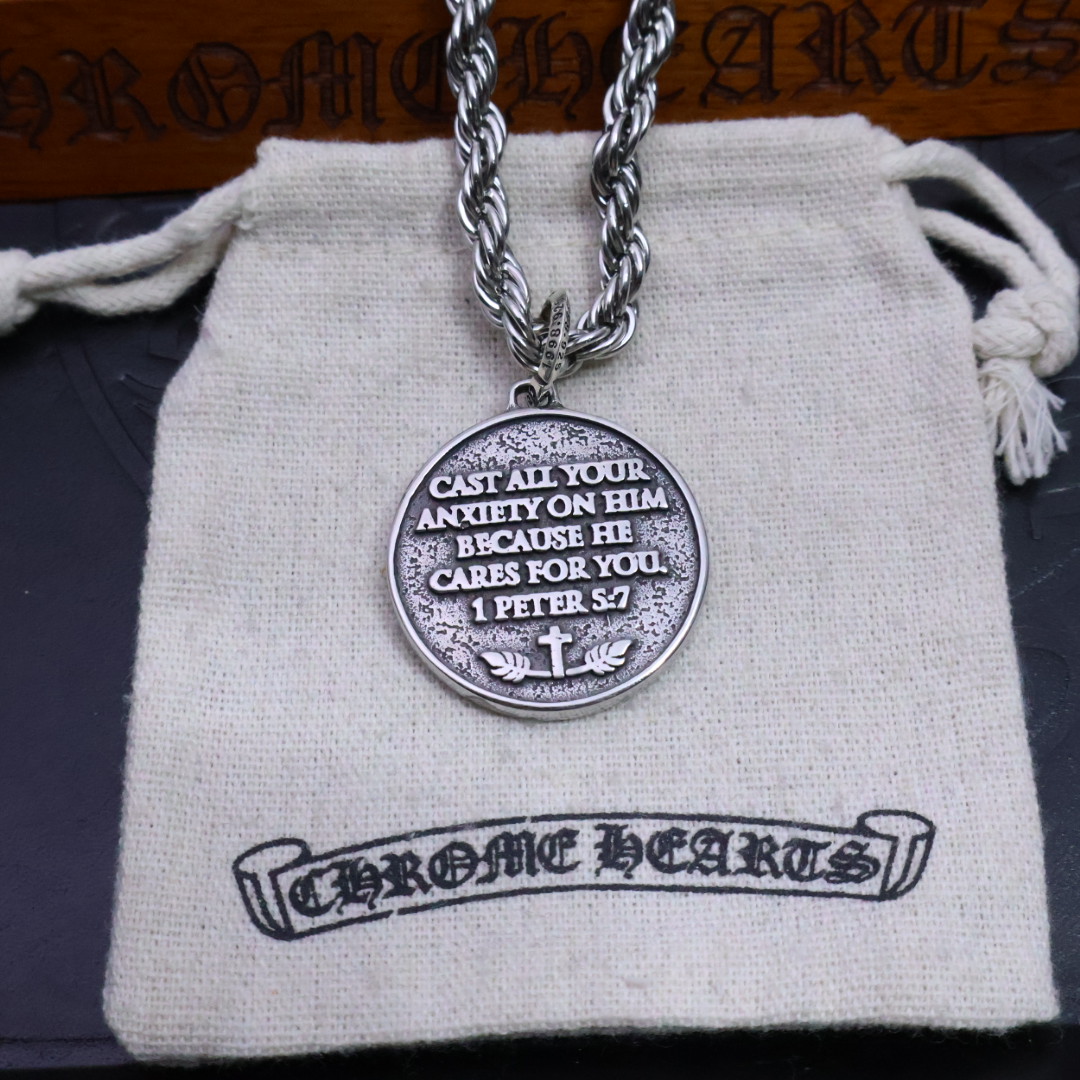 CHROME HEARTS
CAST ALL YOUR
ANXIETY ON HIM
BECAUSE HE
CARES FOR YOU.
1 PETER 5:7
CHROME HEARTS